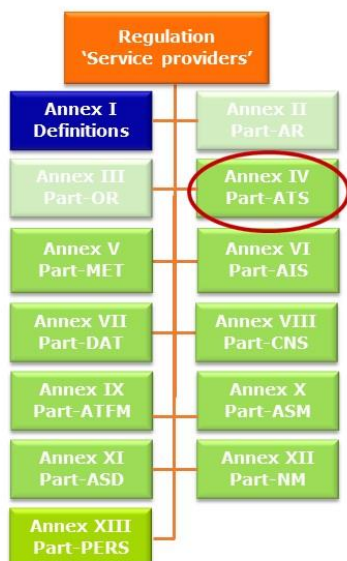 Regulation
‘Service providers’
Annex I
Definitions
Annex II
Part-AR
Annex III
Part-OR
Annex IV
Part-ATS
Annex V
Part-MET
Annex VI
Part-AIS
Annex VII
Part-DAT
Annex VIII
Part-CNS
Annex IX
Part-ATFM
Annex X
Part-ASM
Annex XI
Part-ASD
Annex XII
Part-NM
Annex XIII
Part-PERS